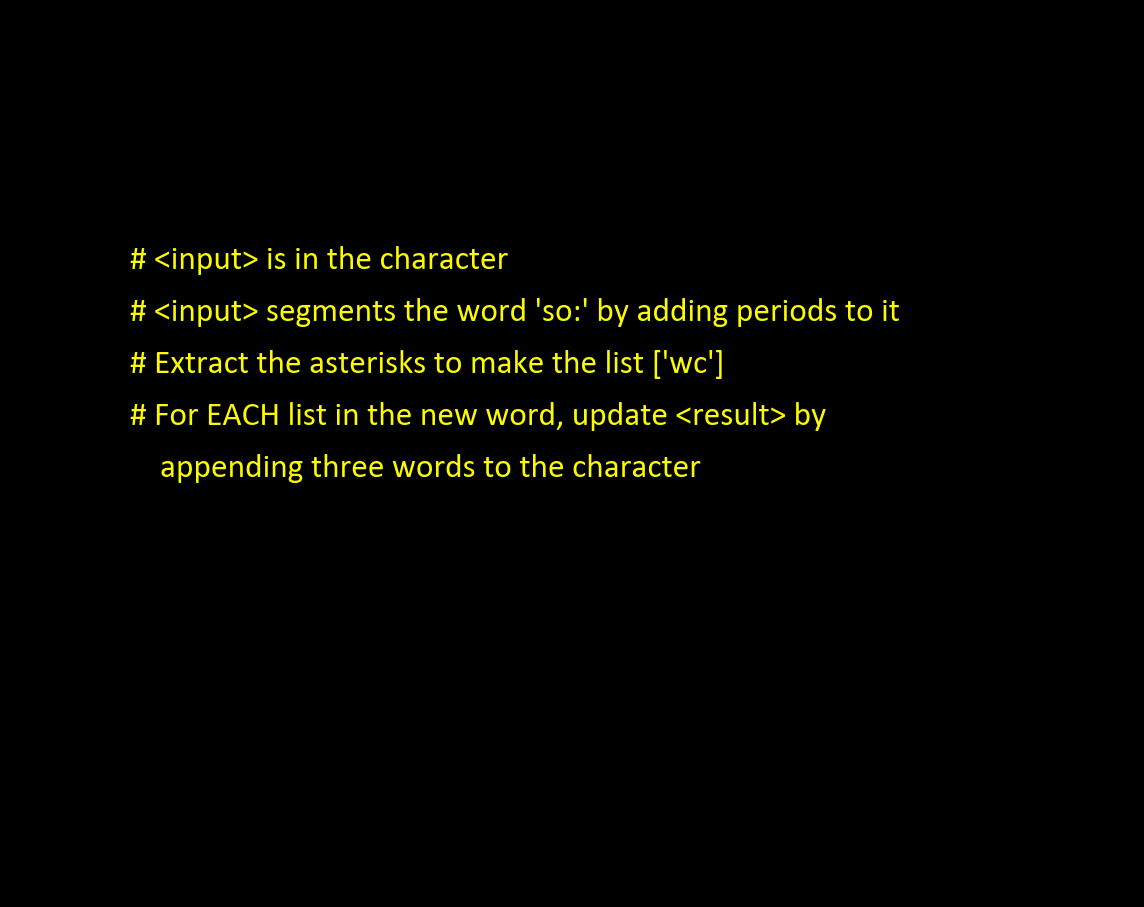 # <input> is in the character
# <input> segments the word 'so:' by adding periods to it
# Extract the asterisks to make the list ['wc']
# For EACH list in the new word, update <result> by
appending three words to the character